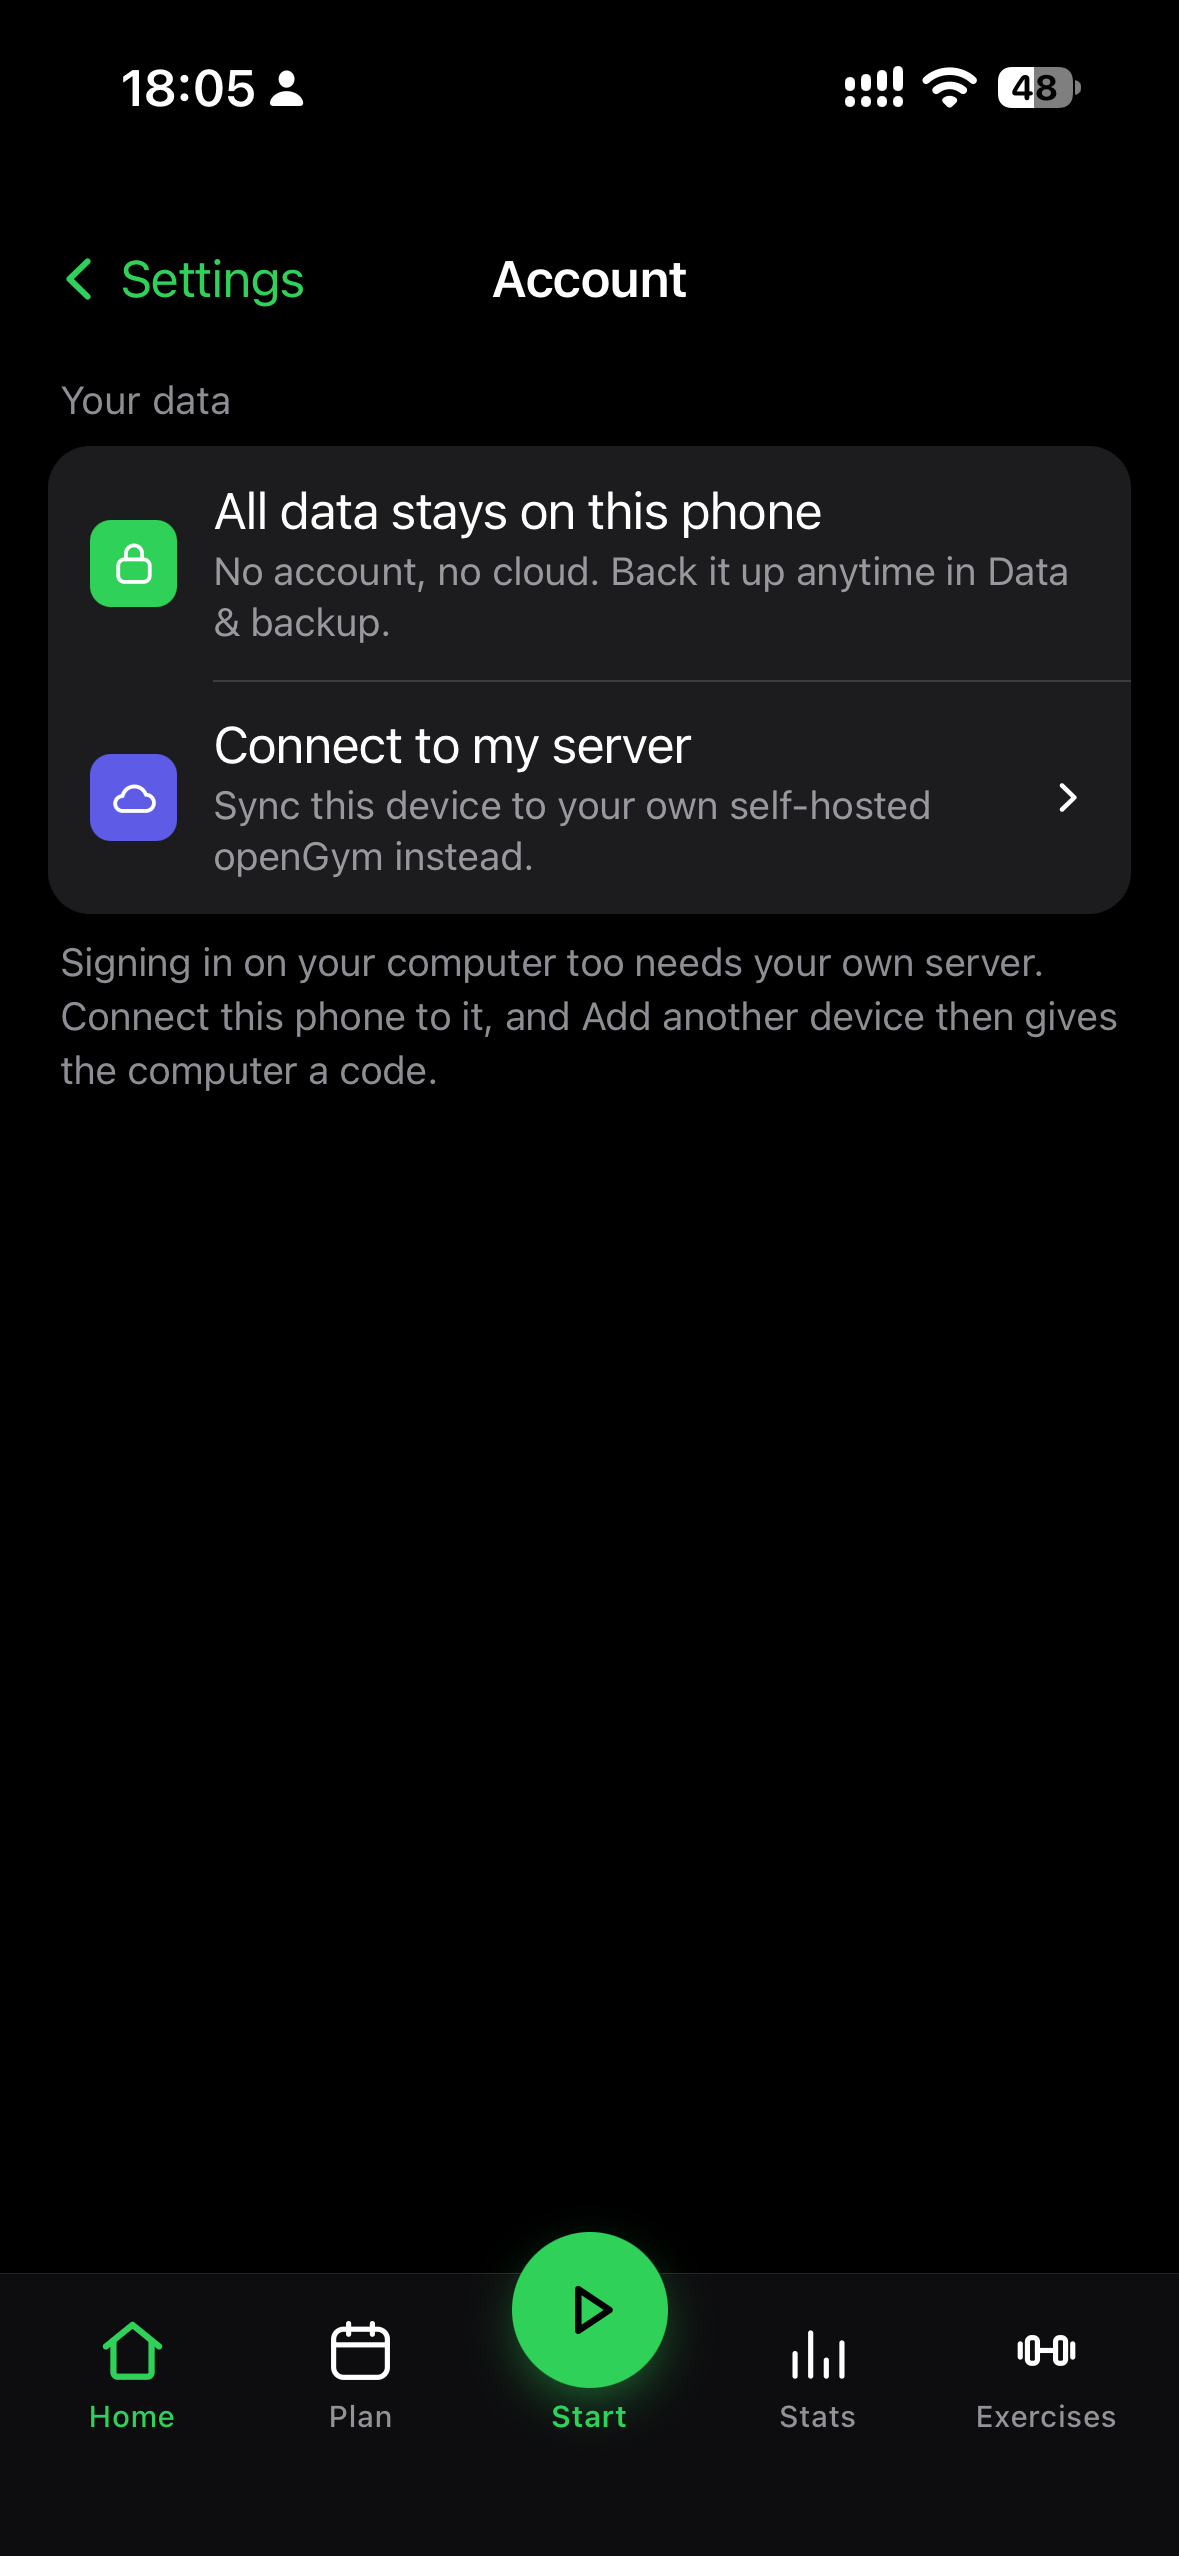 18:05
48
Settings
Account
Your data
All data stays on this phone
No account, no cloud. Back it up anytime in Data
& backup.
Connect to my server
Sync this device to your own self-hosted
openGym instead.
Signing in on your computer too needs your own server.
Connect this phone to it, and Add another device then gives
the computer a code.
Home
Plan
Start
Stats
Exercises